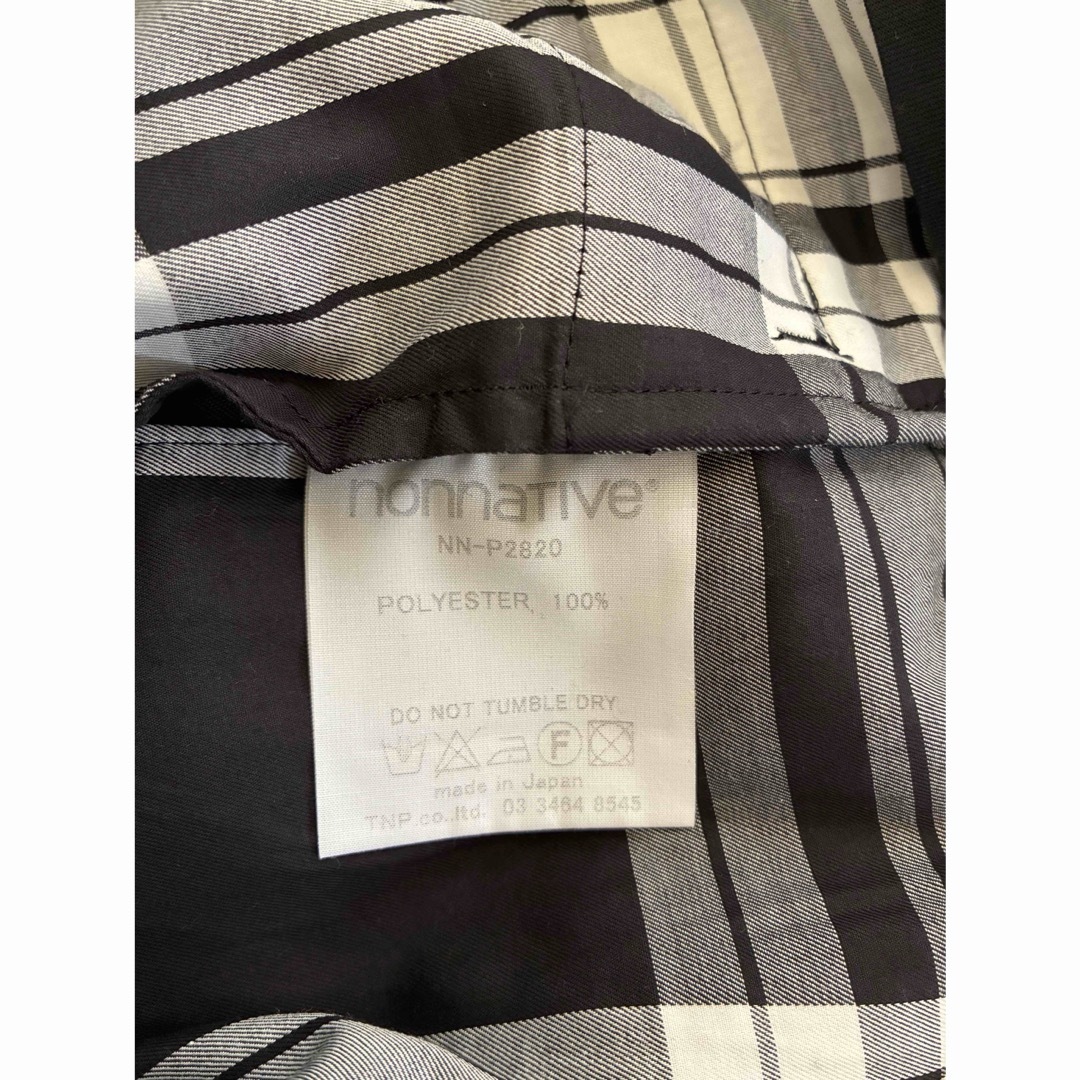 nonnative®
NN-P2820
POLYESTER, 100%
DO NOT TUMBLE DRY
F
made in Japan
TNP co.,ltd. 03 3464 8545